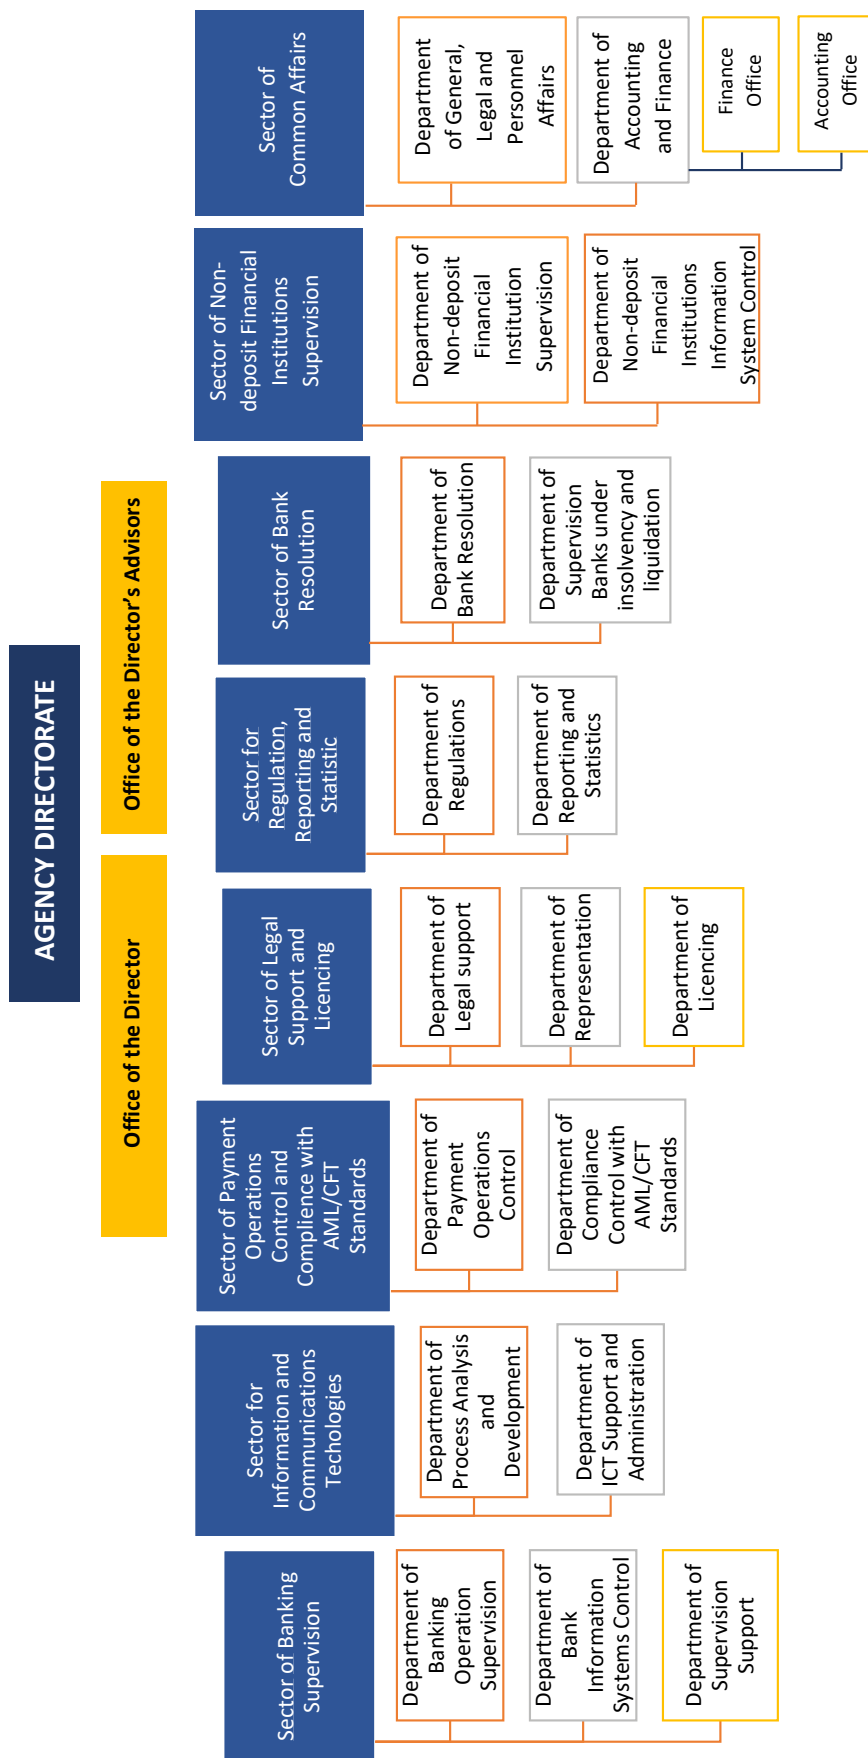 AGENCY DIRECTORATE
Office of the Director
Office of the Director’s Advisors
Sector of Banking
Supervision
Department of
Banking
Operation
Supervision
Department of
Bank
Information
Systems Control
Department of
Supervision
Support
Sector for
Information and
Communications
Techologies
Department of
Process Analysis
and
Development
Department of
ICT Support and
Administration
Sector of Payment
Operations
Control and
Complience with
AML/CFT
Standards
Department of
Payment
Operations
Control
Department of
Compliance
Control with
AML/CFT
Standards
Sector of Legal
Support and
Licencing
Department of
Legal support
Department of
Representation
Department of
Licencing
Sector for
Regulation,
Reporting and
Statistic
Department of
Regulations
Department of
Reporting and
Statistics
Sector of Bank
Resolution
Department of
Bank Resolution
Department of
Supervision
Banks under
insolvency and
liquidation
Sector of Non-
deposit Financial
Institutions
Supervision
Department of
Non-deposit
Financial
Institution
Supervision
Department of
Non-deposit
Financial
Institutions
Information
System Control
Sector of
Common Affairs
Department
of General,
Legal and
Personnel
Affairs
Department of
Accounting
and Finance
Finance
Office
Accounting
Office